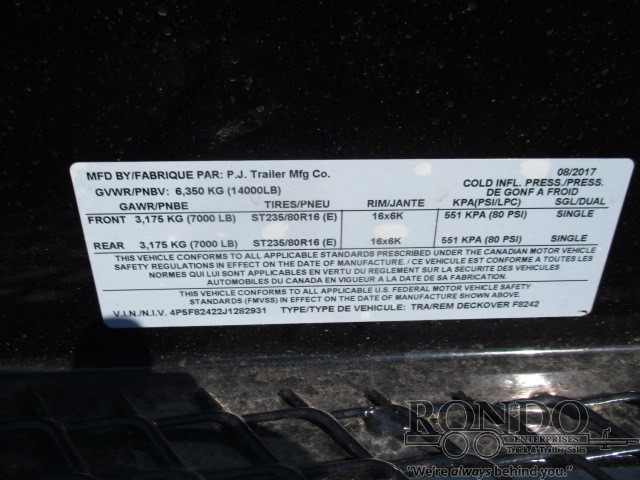 MFD BY/FABRIQUE PAR: P.J. Trailer Mfg Co. 08/2017
GVWR/PNBV: 6,350 KG (14000LB) COLD INFL. PRESS./PRESS.
DE GONF A FROID
GAWR/PNBE TIRES/PNEU RIM/JANTE KPA(PSI/LPC) SGL/DUAL
FRONT 3,175 KG (7000 LB) ST235/80R16 (E) 16x6K 551 KPA (80 PSI) SINGLE
REAR 3,175 KG (7000 LB) ST235/80R16 (E) 16x6K 551 KPA (80 PSI) SINGLE
THIS VEHICLE CONFORMS TO ALL APPLICABLE STANDARDS PRESCRIBED UNDER THE CANADIAN MOTOR VEHICLE
SAFETY REGULATIONS IN EFFECT ON THE DATE OF MANUFACTURE. / CE VEHICULE EST CONFORME A TOUTES LES
NORMES QUI LUI SONT APPLICABLES EN VERTU DU REGLEMENT SUR LA SECURITE DES VEHICULES
AUTOMOBILES DU CANADA EN VIGUEUR A LA DATE DE SA FABRICATION.
THIS VEHICLE CONFORMS TO ALL APPLICABLE U.S. FEDERAL MOTOR VEHICLE SAFETY
STANDARDS (FMVSS) IN EFFECT ON THE DATE OF MANUFACTURE SHOWN ABOVE.
V.I.N./N.I.V. 4P5F82422J1282931 TYPE/TYPE DE VEHICULE: TRA/REM DECKOVER F8242
RONDO
ENTERPRISES
Truck & Trailer Sales
"We're always behind you."